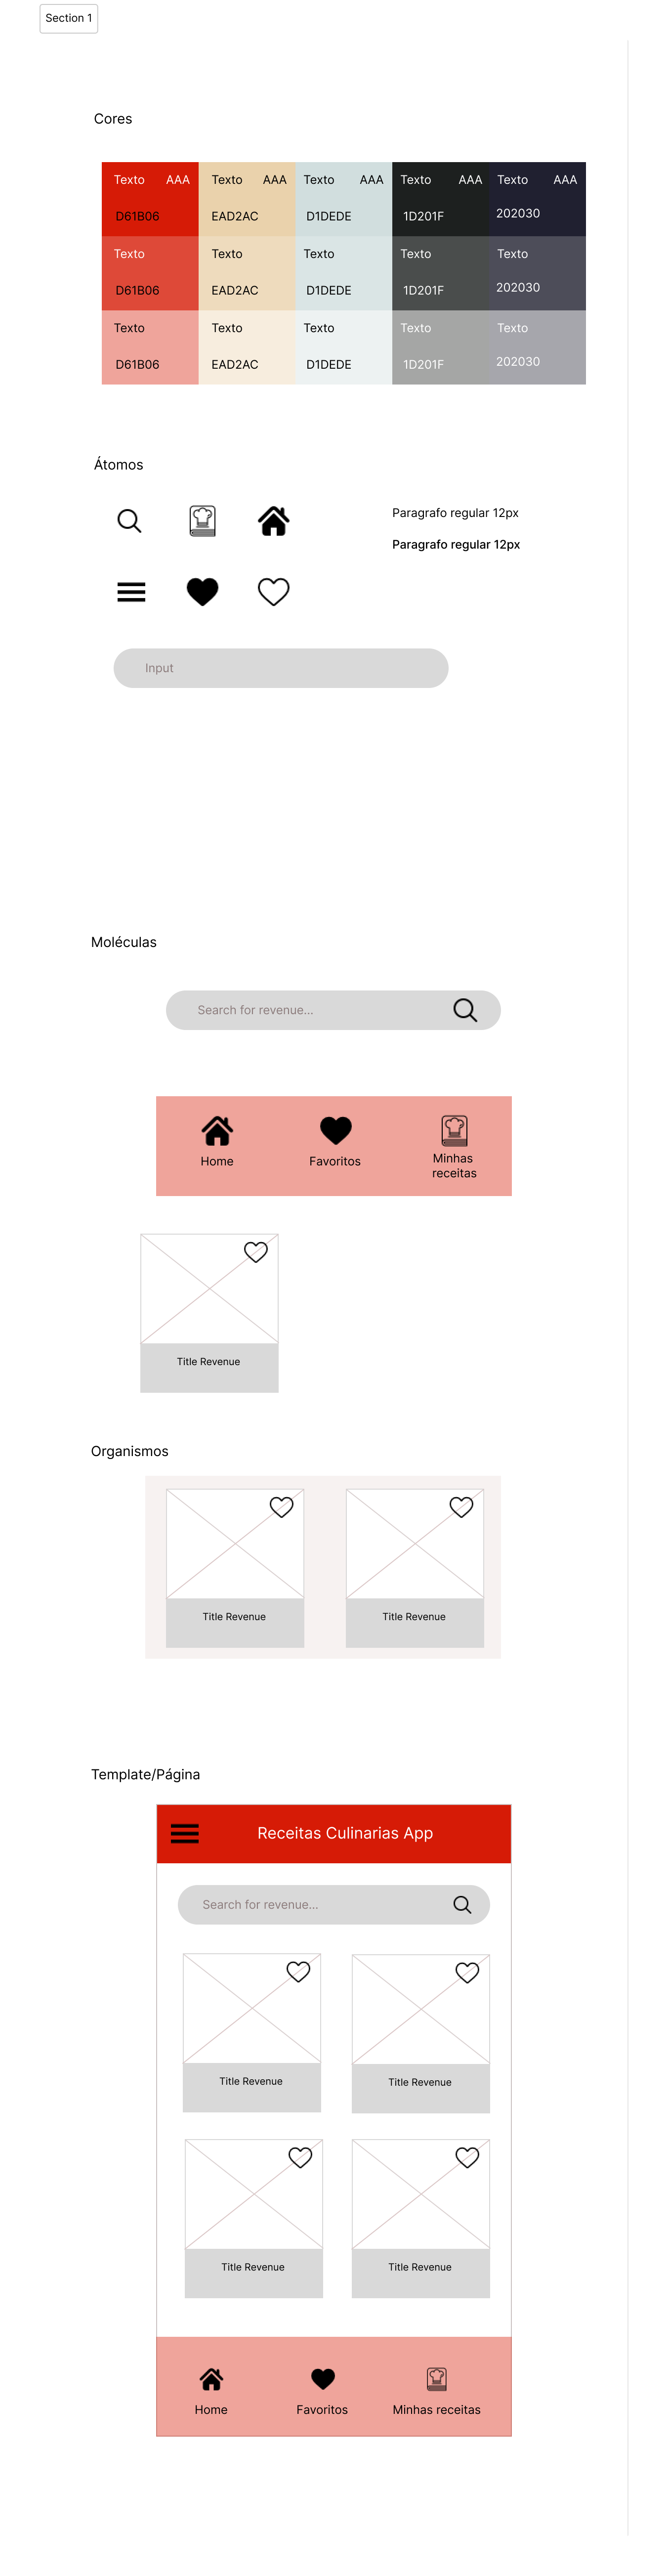 Section 1
Cores
Texto AAA Texto AAA Texto AAA Texto AAA Texto AAA
D61B06 EAD2AC D1DEDE 1D201F 202030
Texto Texto Texto Texto Texto
D61B06 EAD2AC D1DEDE 1D201F 202030
Texto Texto Texto Texto Texto
D61B06 EAD2AC D1DEDE 1D201F 202030
Átomos
Paragrafo regular 12px
Paragrafo regular 12px
Input
Moléculas
Search for revenue...
Home Favoritos Minhas
receitas
Title Revenue
Organismos
Title Revenue Title Revenue
Template/Página
Receitas Culinarias App
Search for revenue...
Title Revenue Title Revenue
Title Revenue Title Revenue
Home Favoritos Minhas receitas